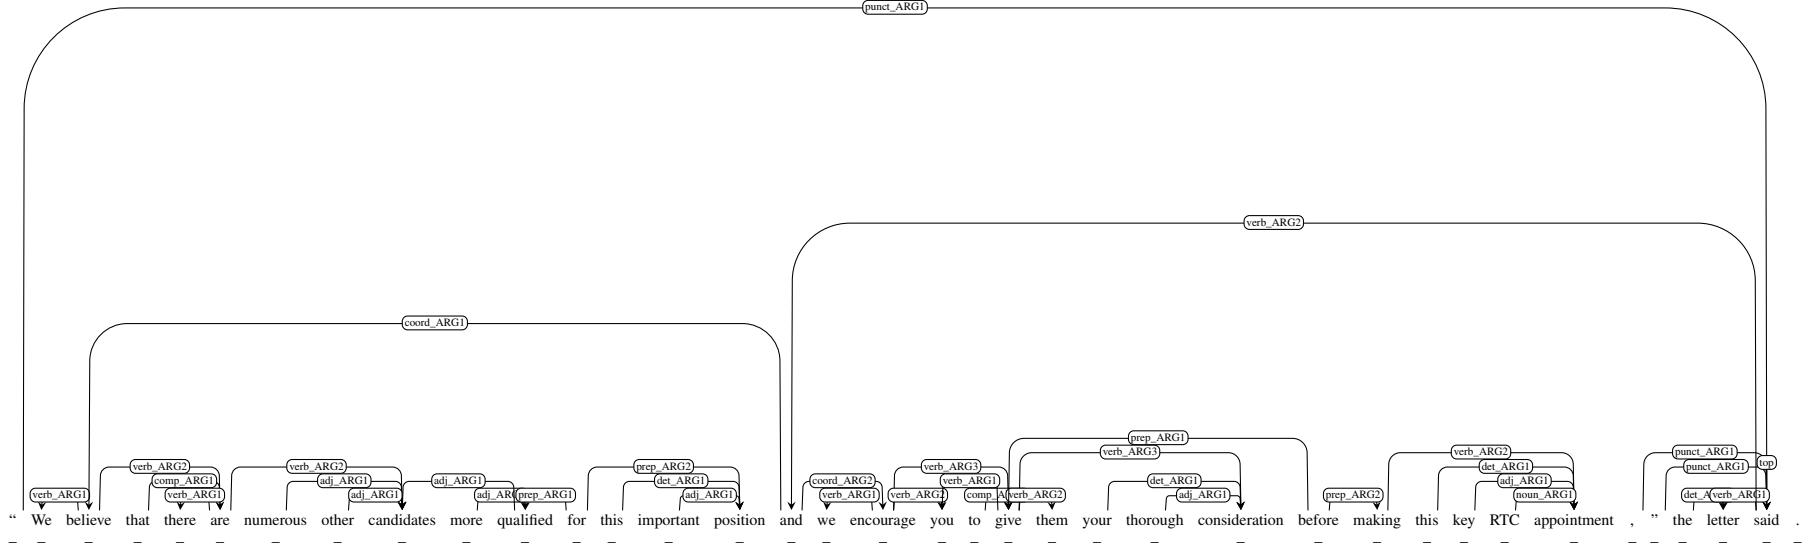 punct_ARG1
verb_ARG2
coord_ARG1
prep_ARG1
verb_ARG3
verb_ARG2 verb_ARG2 prep_ARG2 verb_ARG3 verb_ARG2 punct_ARG1 top
comp_ARG1 adj_ARG1 adj_ARG1 det_ARG1 coord_ARG2 verb_ARG1 det_ARG1 adj_ARG1 det_ARG1 punct_ARG1
verb_ARG1 verb_ARG1 adj_ARG1 prep_ARG1 adj_ARG1 verb_ARG1 verb_ARG2 verb_ARG2 adj_ARG1 prep_ARG2 noun_ARG1 verb_ARG1
“ We believe that there are numerous other candidates more qualified for this important position and we encourage you to give them your thorough consideration before making this key RTC appointment , ” the letter said .